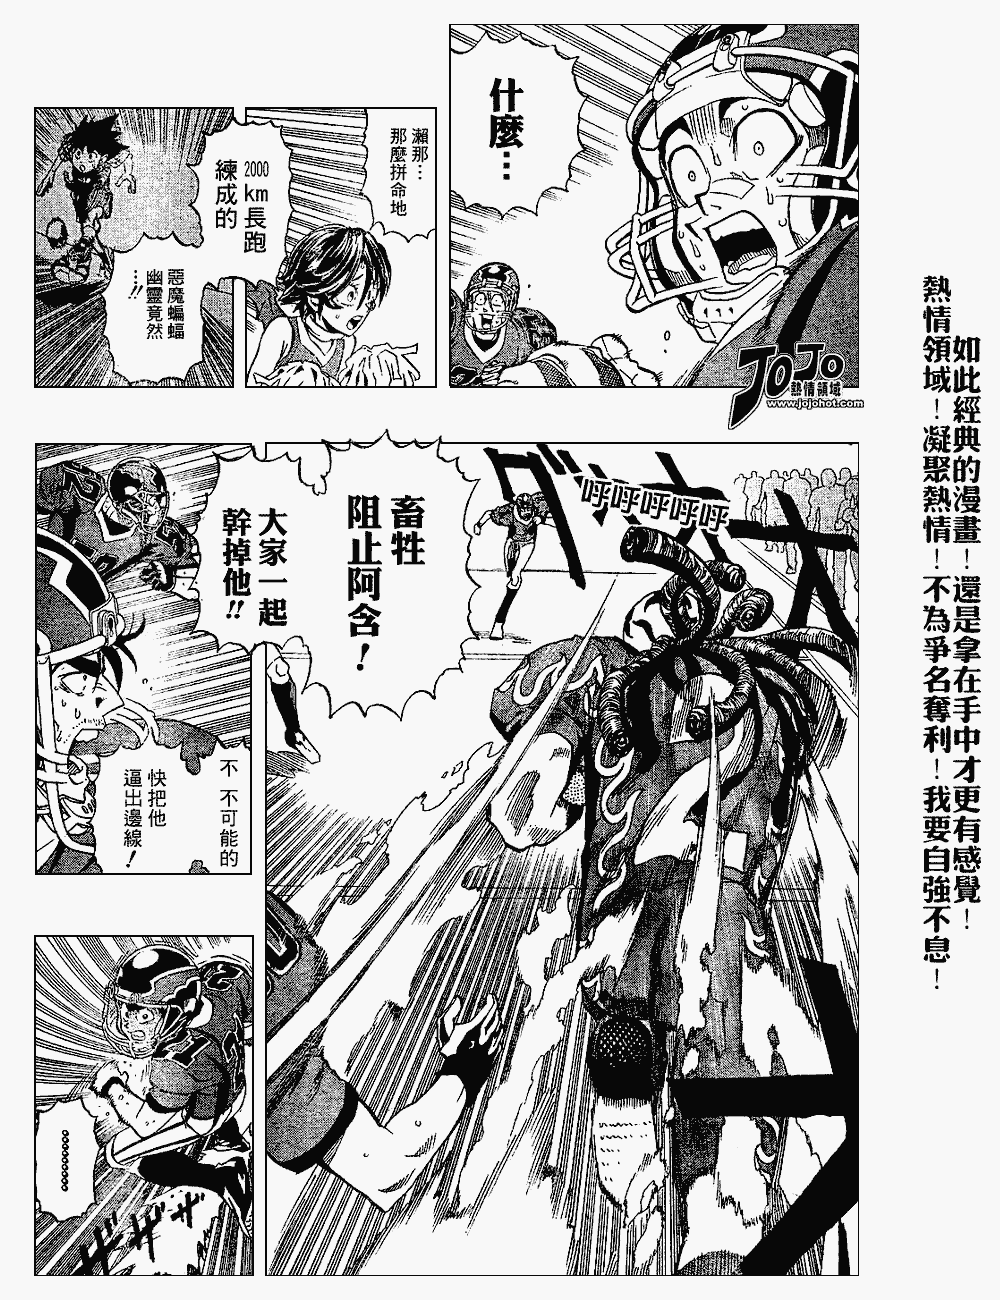 什麼…
瀨那…
那麼拼命地
2000
km長跑
練成的
惡魔蝙蝠
幽靈竟然
…!!
JOJO
熱情領域
www.jojohot.com
呼呼呼呼呼
畜牲
阻止阿含！
大家一起
幹掉他!!
不 不可能的
快把他
逼出邊線！
…………
ザザザ
如此經典的漫畫！還是拿在手中才更有感覺！
熱情領域！凝聚熱情！不為爭名奪利！我要自強不息！